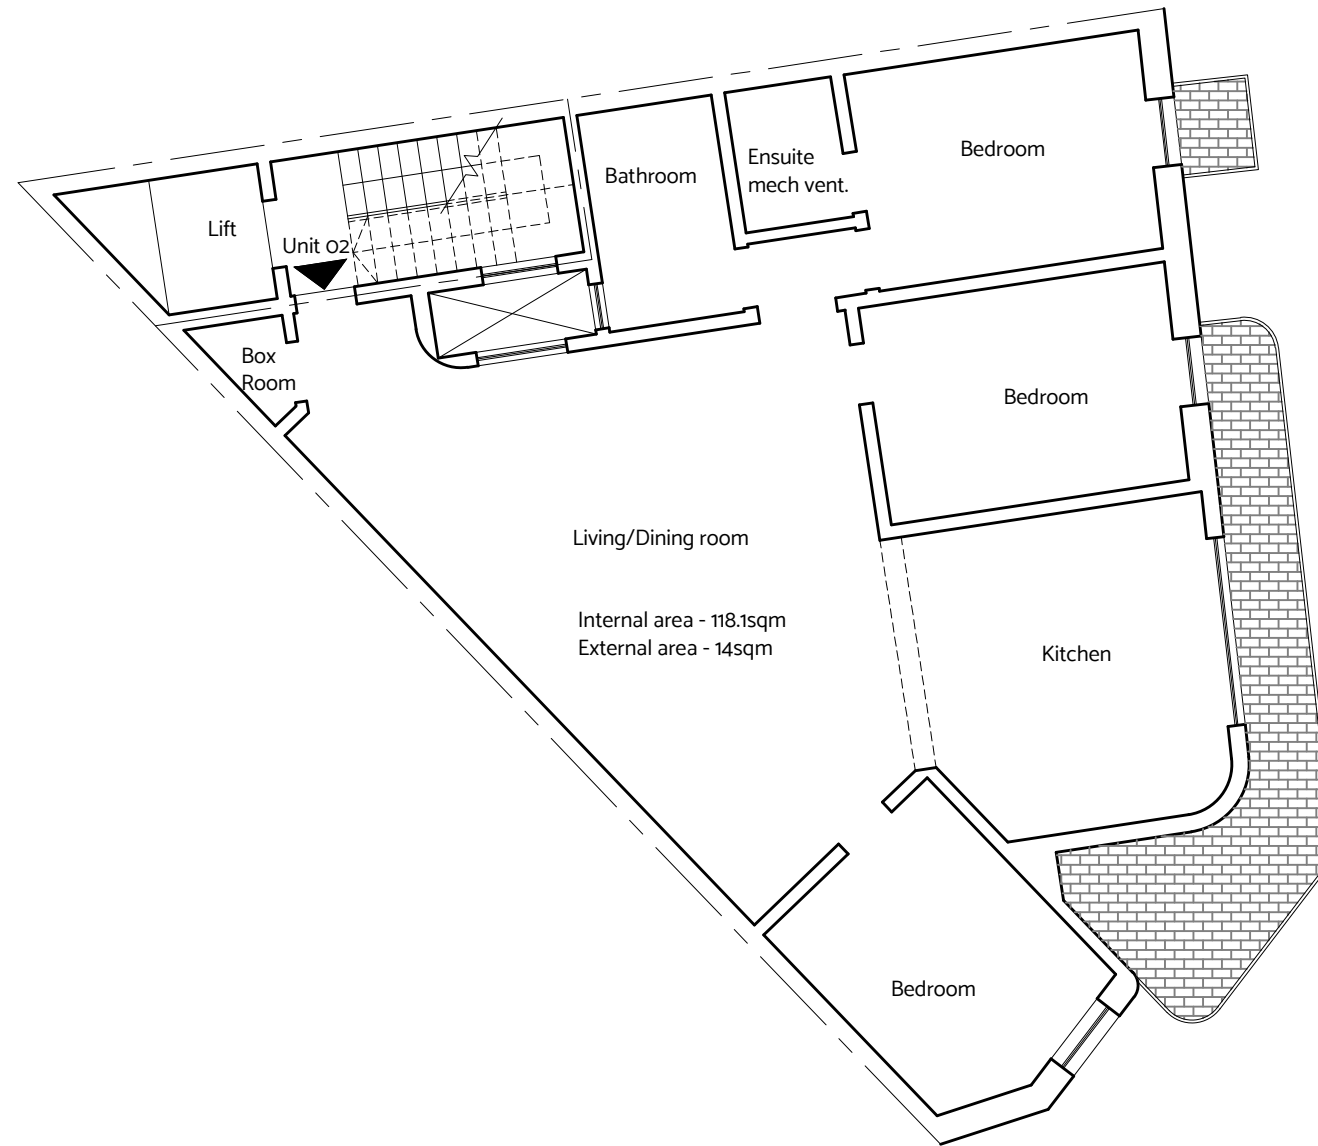 Bedroom
Ensuite
mech vent.
Bathroom
Lift
Unit 02
Box
Room
Bedroom
Living/Dining room
Internal area - 118.1sqm
External area - 14sqm
Kitchen
Bedroom